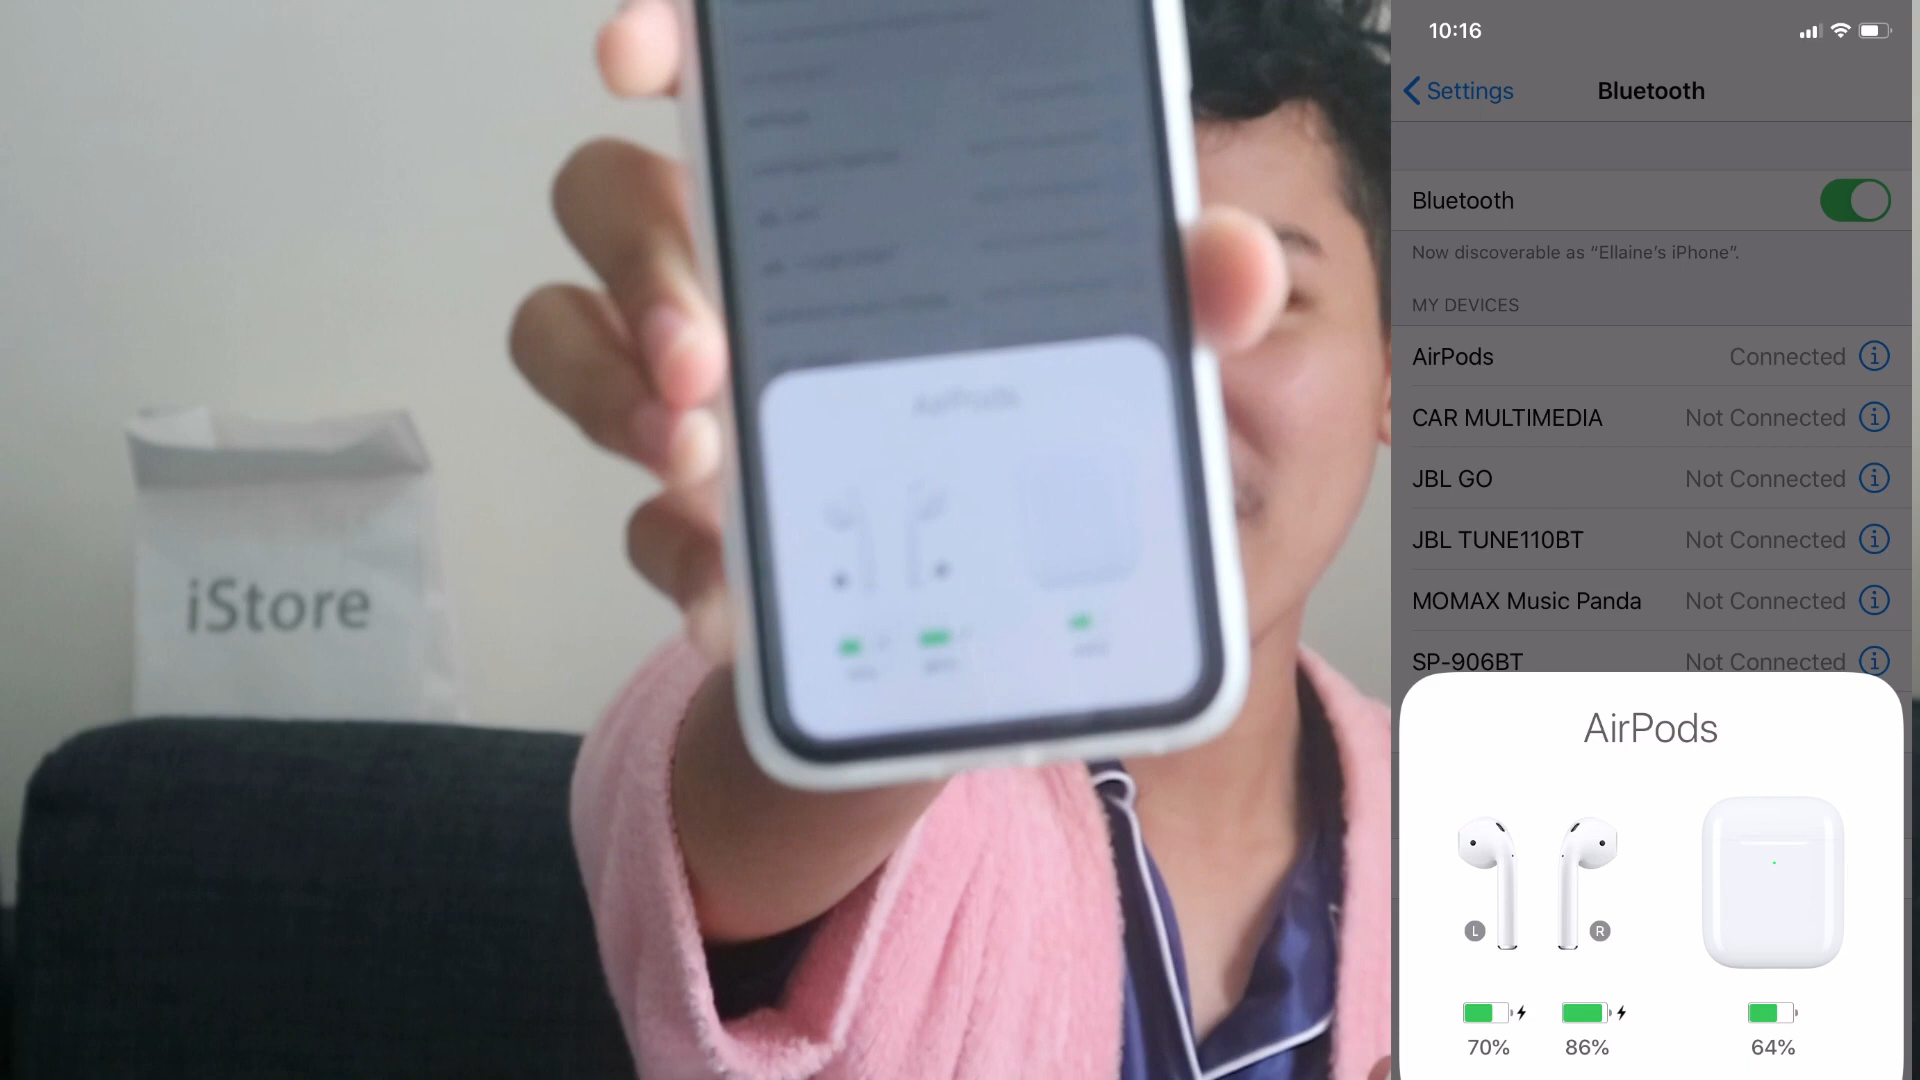 iStore
AirPods
10:16
Settings
Bluetooth
Bluetooth
Now discoverable as “Ellaine’s iPhone”.
MY DEVICES
AirPods Connected
CAR MULTIMEDIA Not Connected
JBL GO Not Connected
JBL TUNE110BT Not Connected
MOMAX Music Panda Not Connected
SP-906BT Not Connected
AirPods
L R
70% 86% 64%